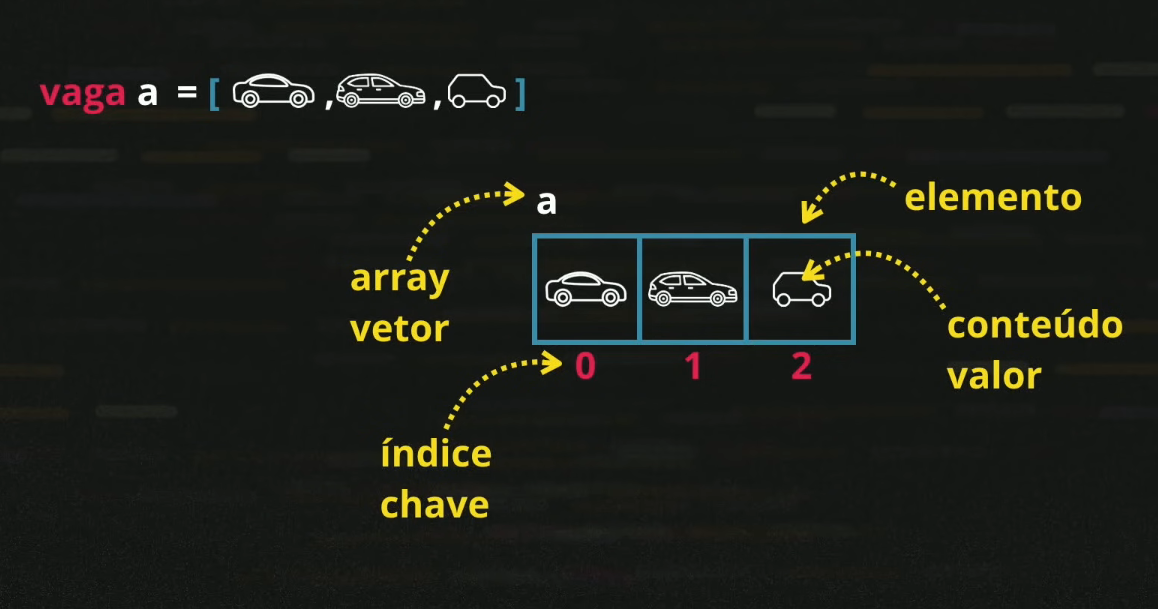 vaga a = [ , , ]
a
elemento
array
vetor
conteúdo
valor
0 1 2
índice
chave